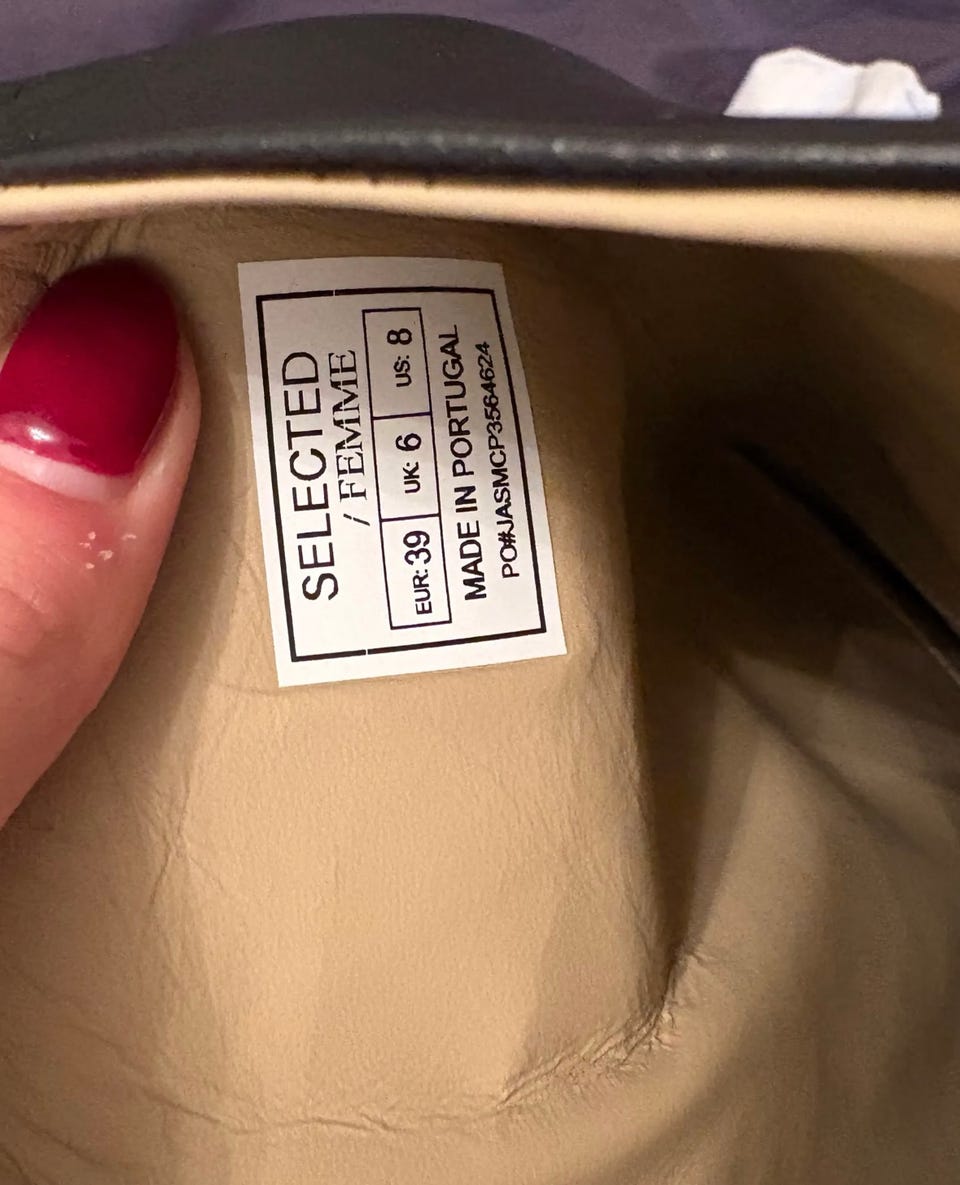 SELECTED
/ FEMME
EUR: 39 UK: 6 US: 8
MADE IN PORTUGAL
PO#JASMCP3564624